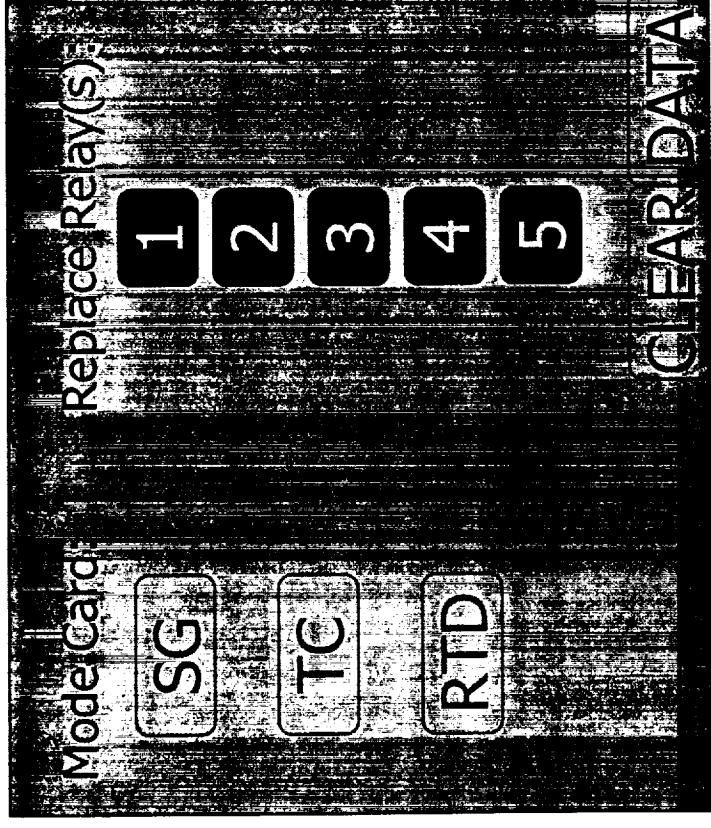 Mode Card
SG
TC
RTD
Replace Relay(s):
1
2
3
4
5
CLEAR DATA